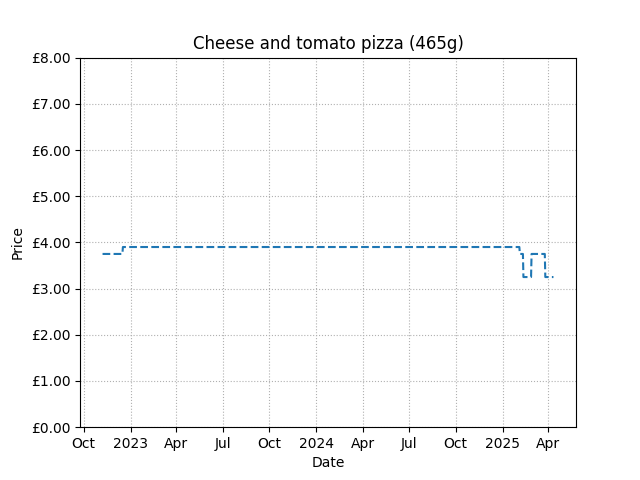 Cheese and tomato pizza (465g)
£8.00
£7.00
£6.00
£5.00
£4.00
£3.00
£2.00
£1.00
£0.00
Price
Oct 2023 Apr Jul Oct 2024 Apr Jul Oct 2025 Apr
Date